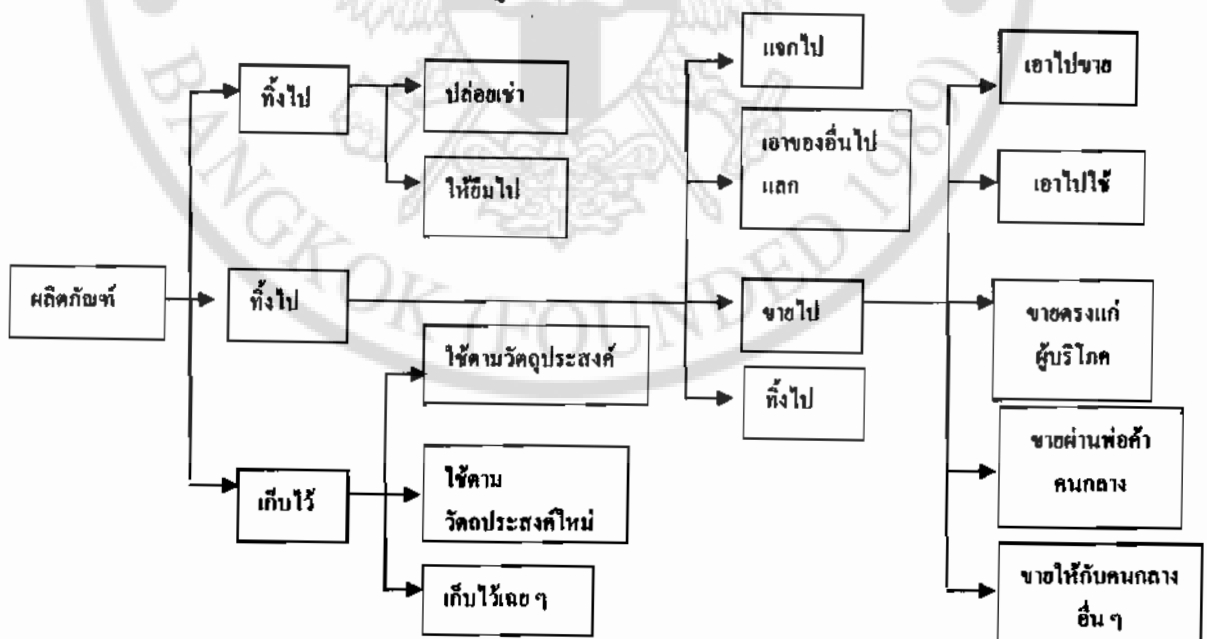 ผลิตภัณฑ์
ทิ้งไป
ปล่อยเช่า
ให้ยืมไป
ทิ้งไป
แจกไป
เอาของอื่นไป
แลก
ขายไป
ทิ้งไป
เอาไปขาย
เอาไปใช้
ขายตรงแก่
ผู้บริโภค
ขายผ่านพ่อค้า
คนกลาง
ขายให้กับคนกลาง
อื่น ๆ
เก็บไว้
ใช้ตามวัตถุประสงค์
ใช้ตาม
วัตถประสงค์ใหม่
เก็บไว้เฉย ๆ
BANGKOK (FOUNDED 1989)